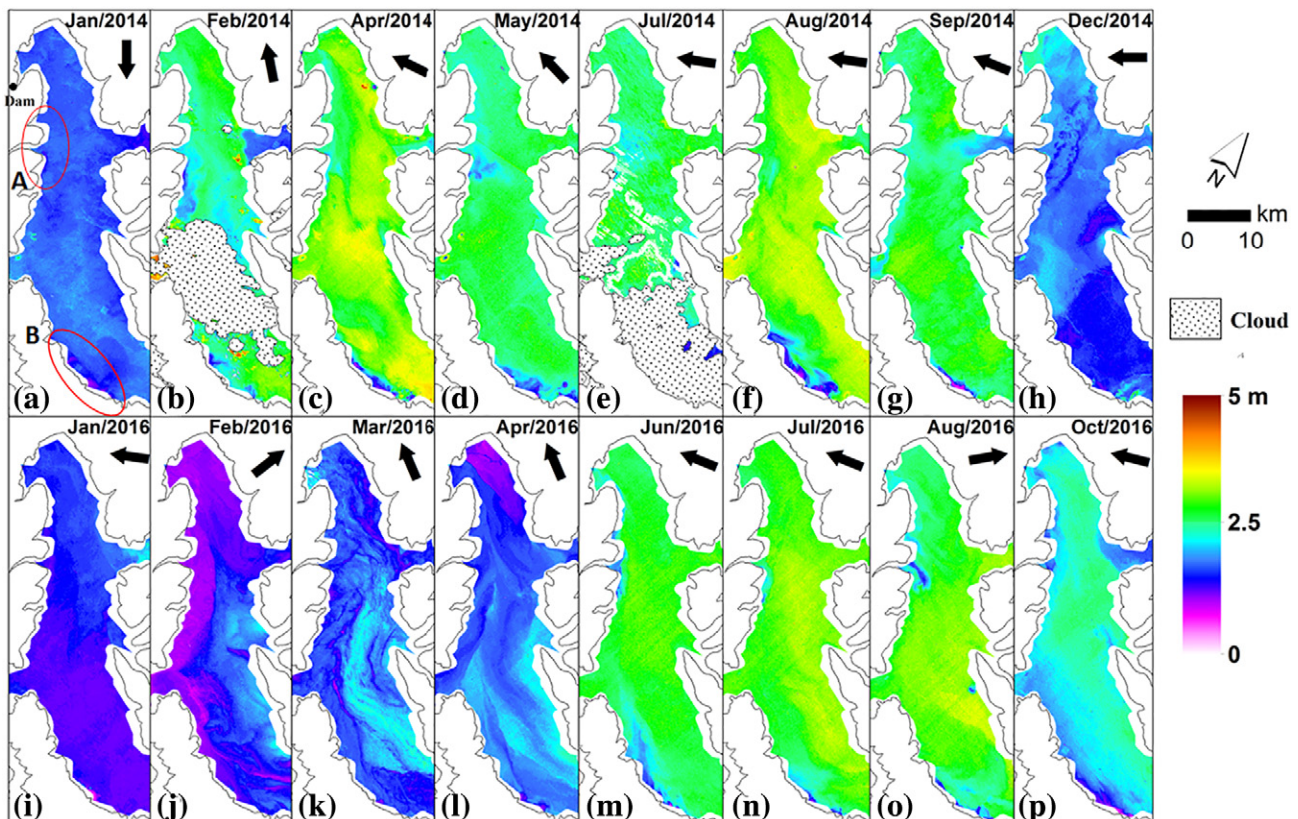 Jan/2014 Feb/2014 Apr/2014 May/2014 Jul/2014 Aug/2014 Sep/2014 Dec/2014
Dam
A
B
(a) (b) (c) (d) (e) (f) (g) (h)
Jan/2016 Feb/2016 Mar/2016 Apr/2016 Jun/2016 Jul/2016 Aug/2016 Oct/2016
(i) (j) (k) (l) (m) (n) (o) (p)
N
km
0 10
Cloud
5 m
2.5
0